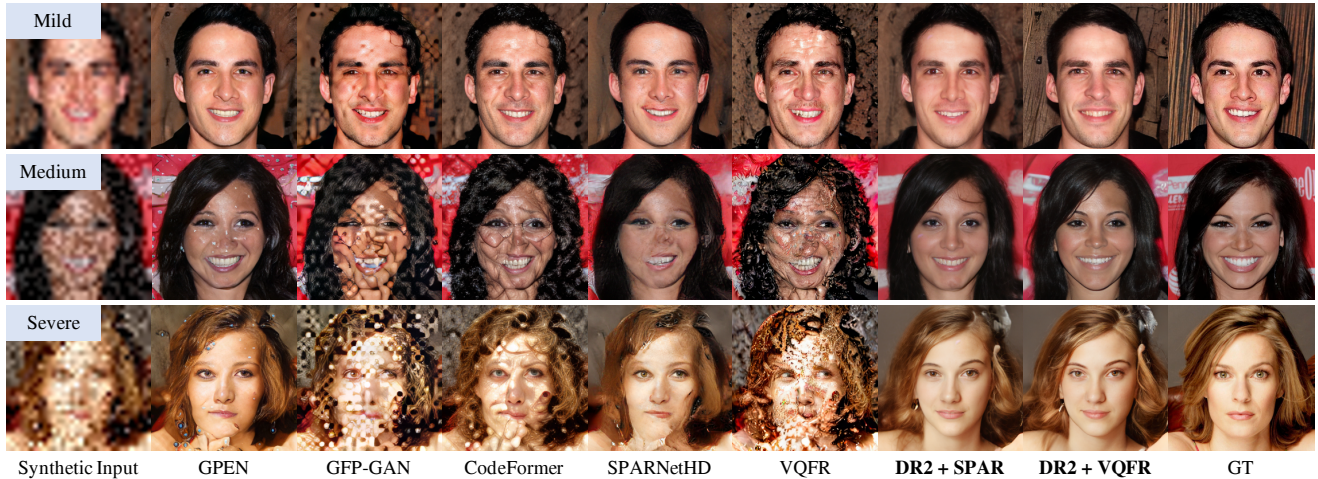 Mild
Medium
Severe
Synthetic Input GPEN GFP-GAN CodeFormer SPARNetHD VQFR DR2 + SPAR DR2 + VQFR GT